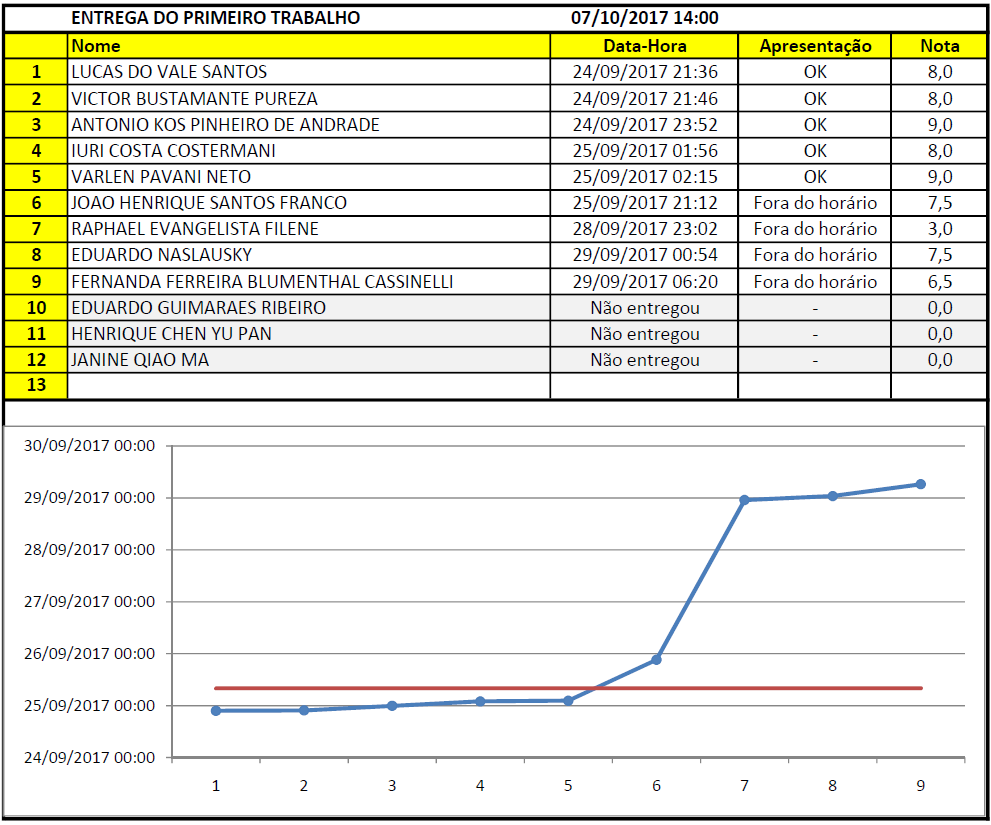 ENTREGA DO PRIMEIRO TRABALHO 07/10/2017 14:00
Nome Data-Hora Apresentação Nota
1 LUCAS DO VALE SANTOS 24/09/2017 21:36 OK 8,0
2 VICTOR BUSTAMANTE PUREZA 24/09/2017 21:46 OK 8,0
3 ANTONIO KOS PINHEIRO DE ANDRADE 24/09/2017 23:52 OK 9,0
4 IURI COSTA COSTERMANI 25/09/2017 01:56 OK 8,0
5 VARLEN PAVANI NETO 25/09/2017 02:15 OK 9,0
6 JOAO HENRIQUE SANTOS FRANCO 25/09/2017 21:12 Fora do horário 7,5
7 RAPHAEL EVANGELISTA FILENE 28/09/2017 23:02 Fora do horário 3,0
8 EDUARDO NASLAUSKY 29/09/2017 00:54 Fora do horário 7,5
9 FERNANDA FERREIRA BLUMENTHAL CASSINELLI 29/09/2017 06:20 Fora do horário 6,5
10 EDUARDO GUIMARAES RIBEIRO Não entregou - 0,0
11 HENRIQUE CHEN YU PAN Não entregou - 0,0
12 JANINE QIAO MA Não entregou - 0,0
13
30/09/2017 00:00
29/09/2017 00:00
28/09/2017 00:00
27/09/2017 00:00
26/09/2017 00:00
25/09/2017 00:00
24/09/2017 00:00
1 2 3 4 5 6 7 8 9